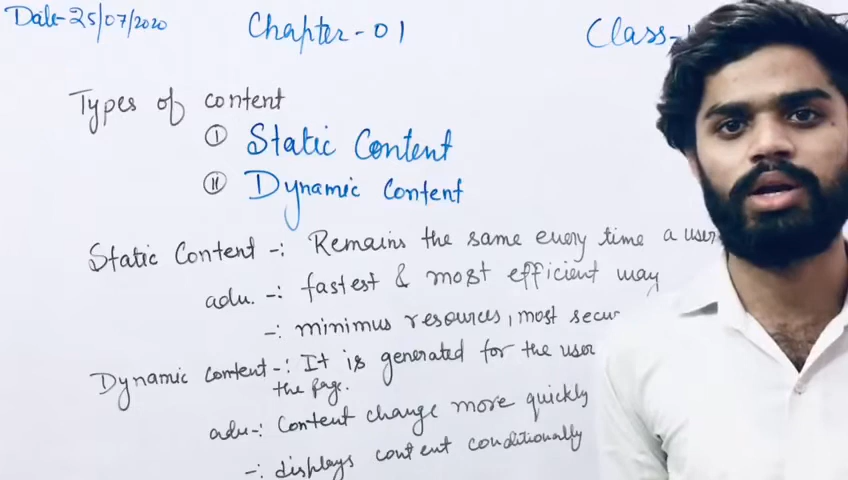 Date-25/07/2020 Chapter-01 Class-
Types of content
I Static Content
II Dynamic Content
Static Content -: Remains the same every time a user
adv. -: fastest & most efficient way
-: minimus resources, most secur
Dynamic content -: It is generated for the user
the page.
adv-: Content change more quickly
-: displays content conditionally